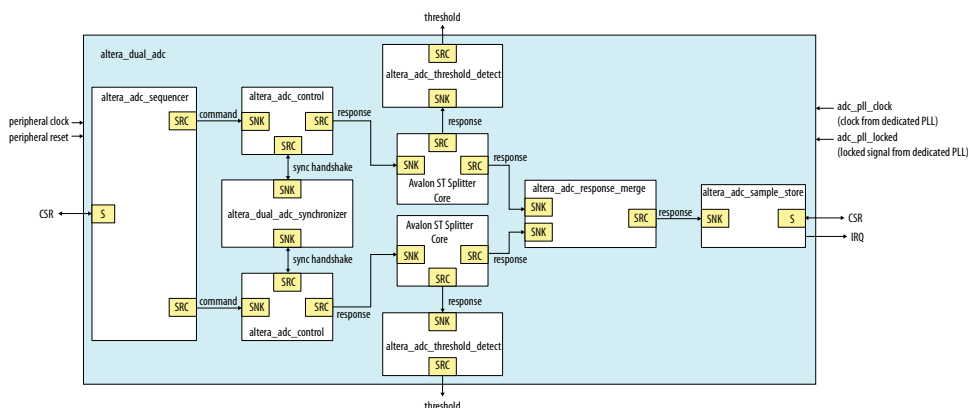 threshold
altera_dual_adc
SRC
altera_adc_threshold_detect
SNK
response
altera_adc_sequencer
SRC
command
altera_adc_control
SNK
SRC
SRC
response
peripheral clock
peripheral reset
adc_pll_clock
(clock from dedicated PLL)
adc_pll_locked
(locked signal from dedicated PLL)
SRC
SNK
SRC
response
Avalon ST Splitter
Core
sync handshake
SNK
altera_dual_adc_synchronizer
SNK
sync handshake
CSR
S
altera_adc_response_merge
SNK
SNK
SRC
response
altera_adc_sample_store
SNK
S
CSR
IRQ
Avalon ST Splitter
Core
SNK
SRC
SRC
response
response
SRC
command
SRC
SNK
SRC
response
altera_adc_control
SNK
altera_adc_threshold_detect
SRC
threshold